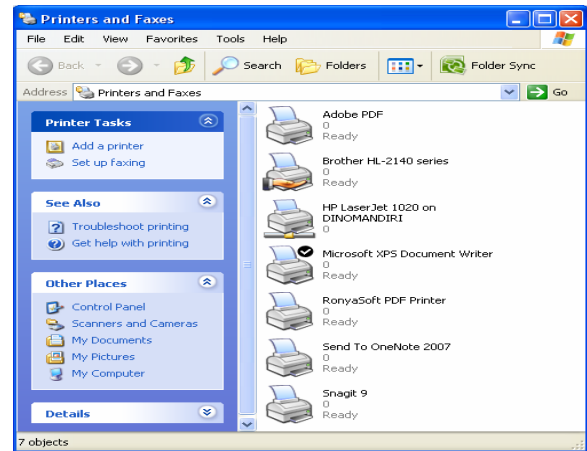 Printers and Faxes
File Edit View Favorites Tools Help
Back Search Folders Folder Sync
Address Printers and Faxes Go
Printer Tasks
Add a printer
Set up faxing
See Also
Troubleshoot printing
Get help with printing
Other Places
Control Panel
Scanners and Cameras
My Documents
My Pictures
My Computer
Details
Adobe PDF
0
Ready
Brother HL-2140 series
0
Ready
HP LaserJet 1020 on
DINOMANDIRI
0
Microsoft XPS Document Writer
0
Ready
RonyaSoft PDF Printer
0
Ready
Send To OneNote 2007
0
Ready
Snagit 9
0
Ready
7 objects